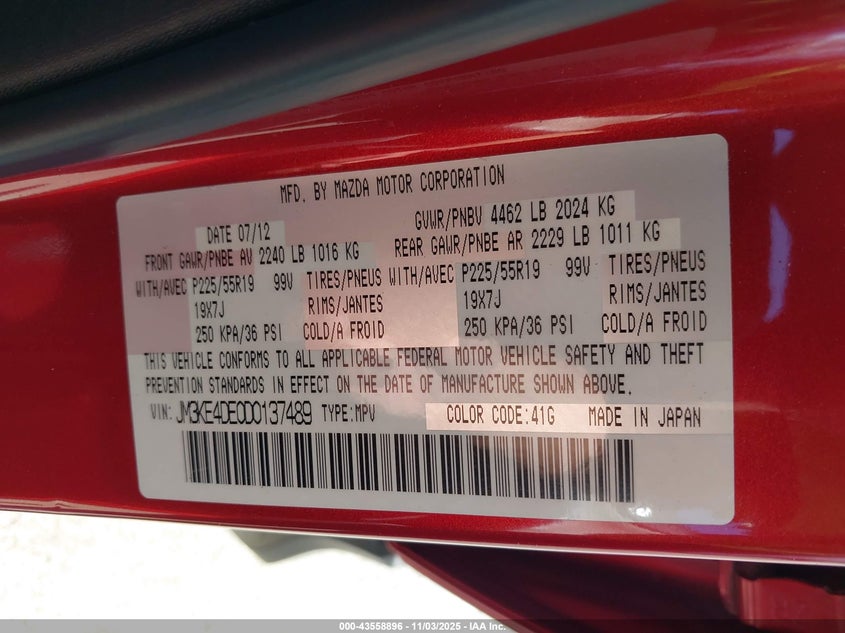 MFD. BY MAZDA MOTOR CORPORATION
DATE 07/12 GVWR/PNBV 4462 LB 2024 KG
FRONT GAWR/PNBE AV 2240 LB 1016 KG REAR GAWR/PNBE AR 2229 LB 1011 KG
WITH/AVEC P225/55R19 99V TIRES/PNEUS WITH/AVEC P225/55R19 99V TIRES/PNEUS
19X7J RIMS/JANTES 19X7J RIMS/JANTES
250 KPA/36 PSI COLD/A FROID 250 KPA/36 PSI COLD/A FROID
THIS VEHICLE CONFORMS TO ALL APPLICABLE FEDERAL MOTOR VEHICLE SAFETY AND THEFT
PREVENTION STANDARDS IN EFFECT ON THE DATE OF MANUFACTURE SHOWN ABOVE.
VIN: JM3KE4DE0D0137489 TYPE:MPV COLOR CODE:41G MADE IN JAPAN
000-43558896 - 11/03/2025 - IAA Inc.